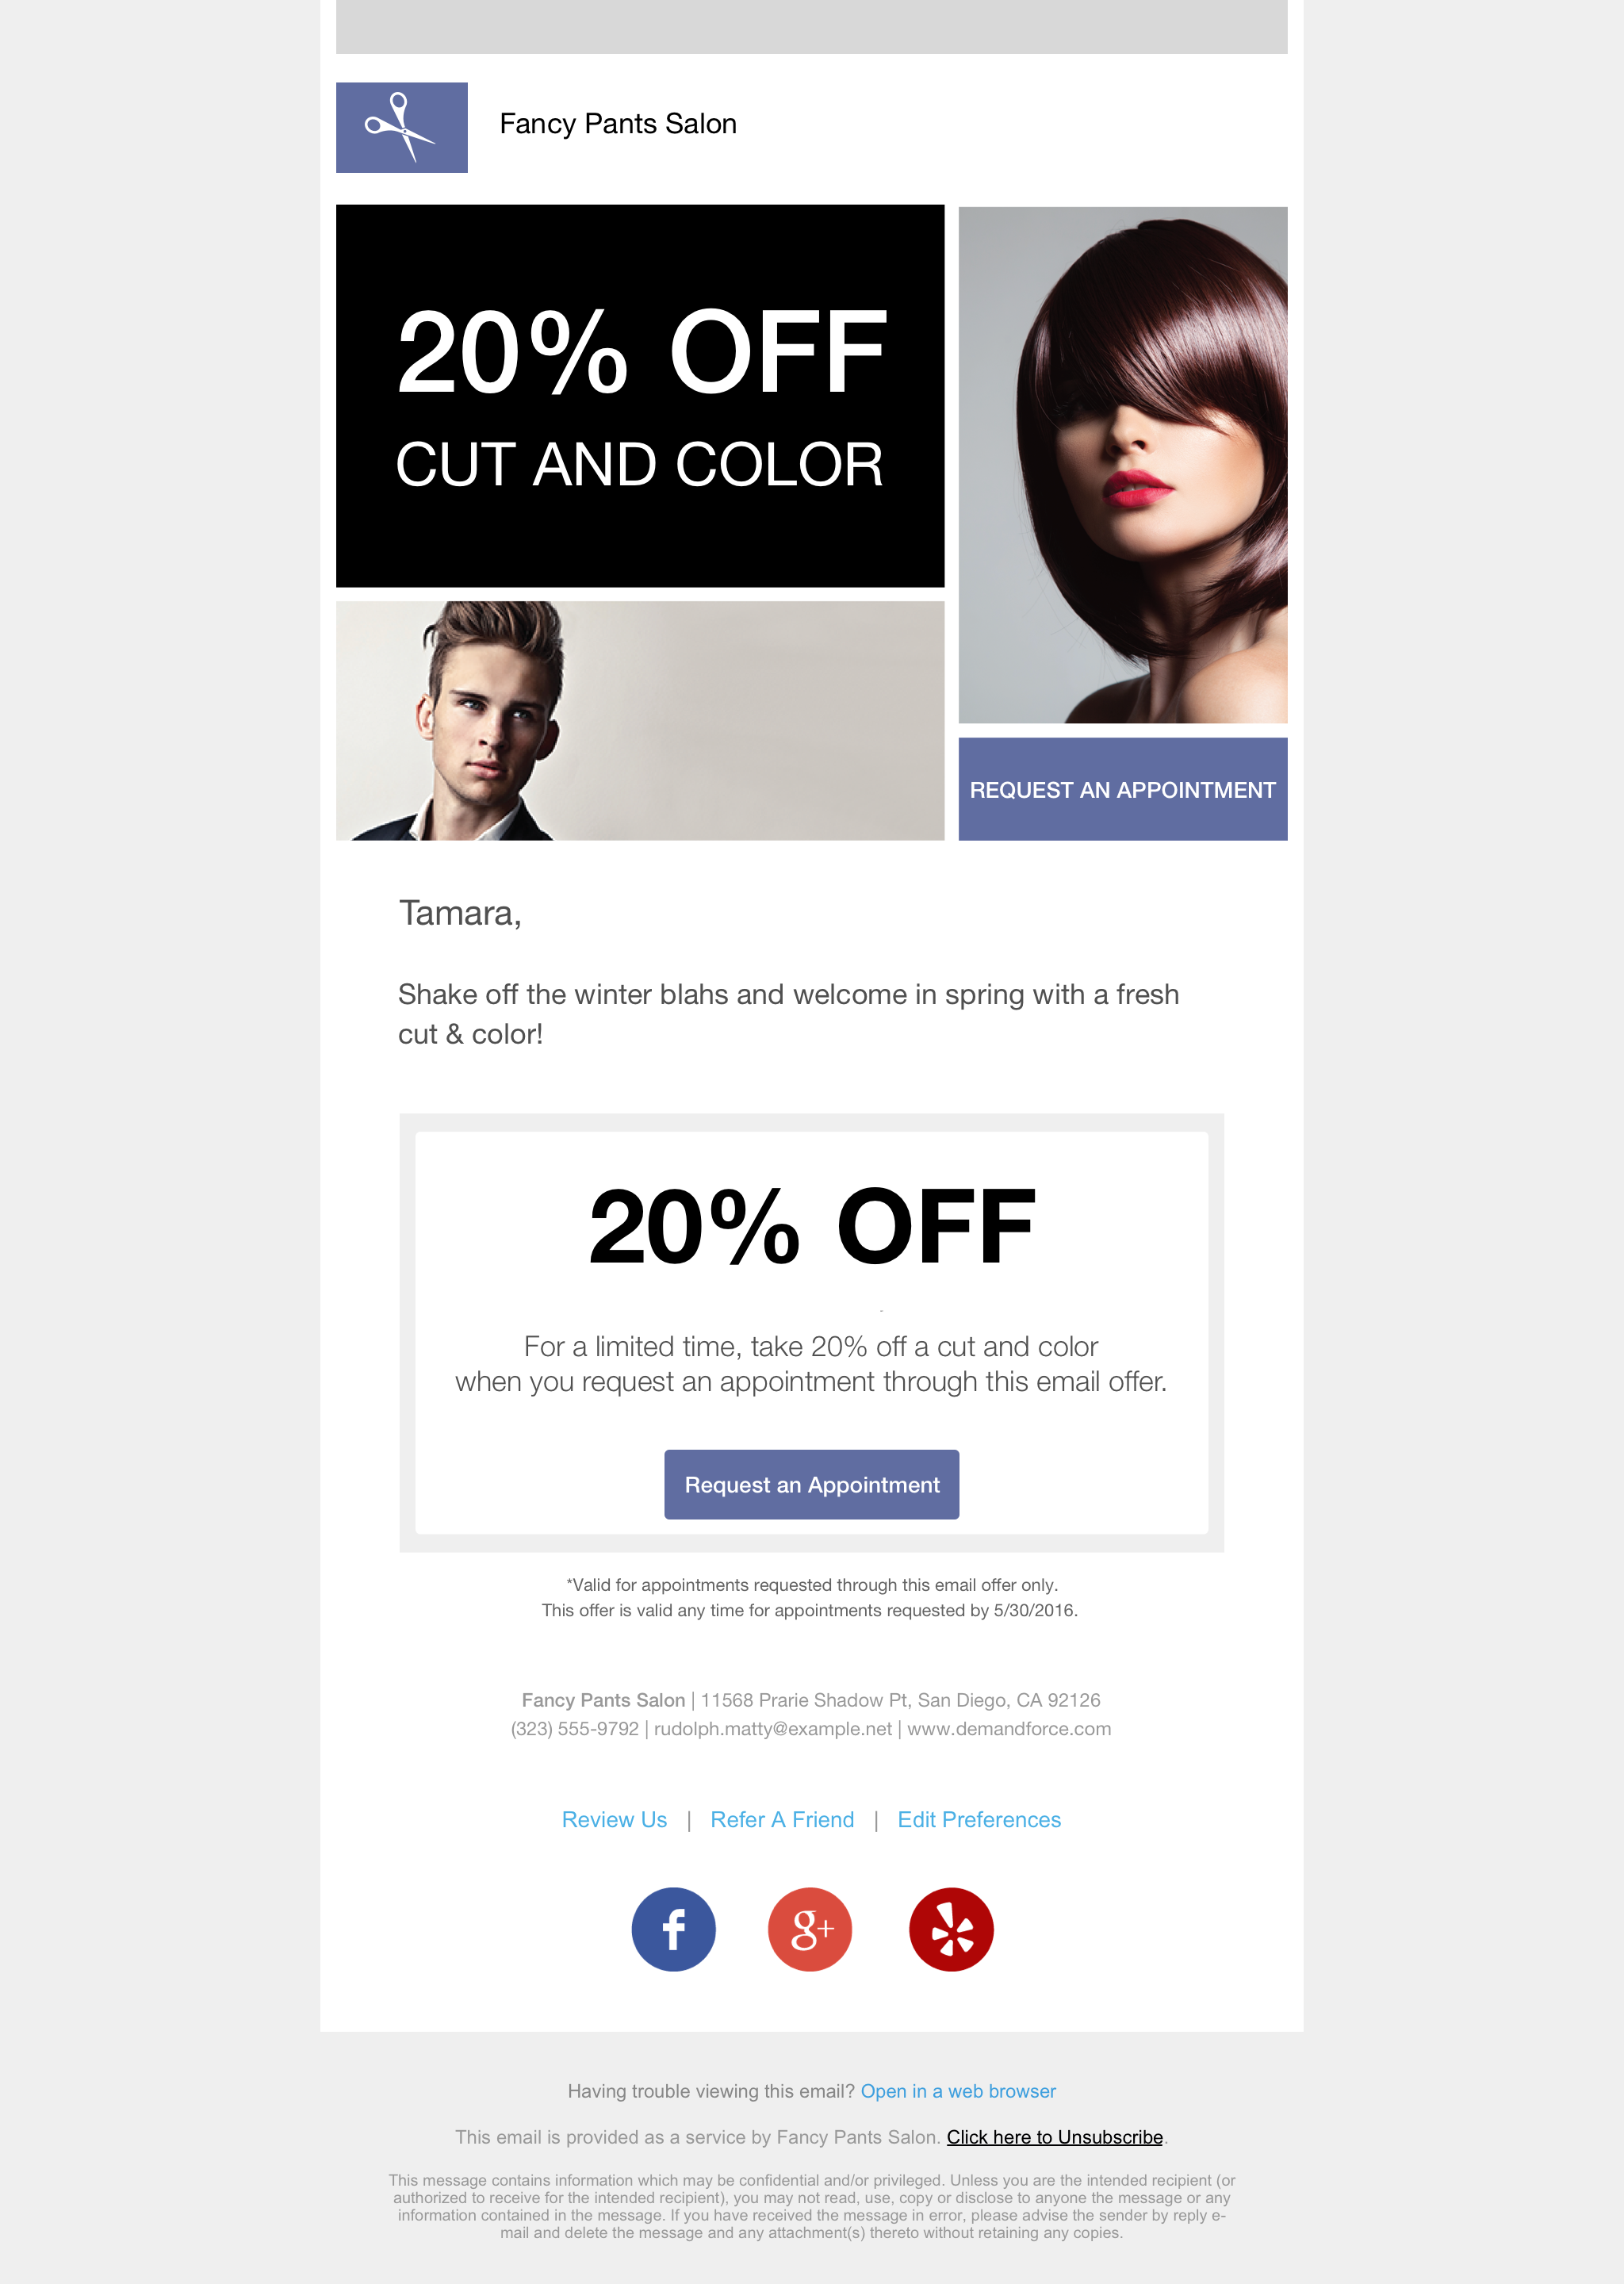 Fancy Pants Salon
20% OFF
CUT AND COLOR
REQUEST AN APPOINTMENT
Tamara,
Shake off the winter blahs and welcome in spring with a fresh
cut & color!
20% OFF
For a limited time, take 20% off a cut and color
when you request an appointment through this email offer.
Request an Appointment
*Valid for appointments requested through this email offer only.
This offer is valid any time for appointments requested by 5/30/2016.
Fancy Pants Salon | 11568 Prarie Shadow Pt, San Diego, CA 92126
(323) 555-9792 | rudolph.matty@example.net | www.demandforce.com
Review Us | Refer A Friend | Edit Preferences
f g+
Having trouble viewing this email? Open in a web browser
This email is provided as a service by Fancy Pants Salon. Click here to Unsubscribe.
This message contains information which may be confidential and/or privileged. Unless you are the intended recipient (or
authorized to receive for the intended recipient), you may not read, use, copy or disclose to anyone the message or any
information contained in the message. If you have received the message in error, please advise the sender by reply e-
mail and delete the message and any attachment(s) thereto without retaining any copies.